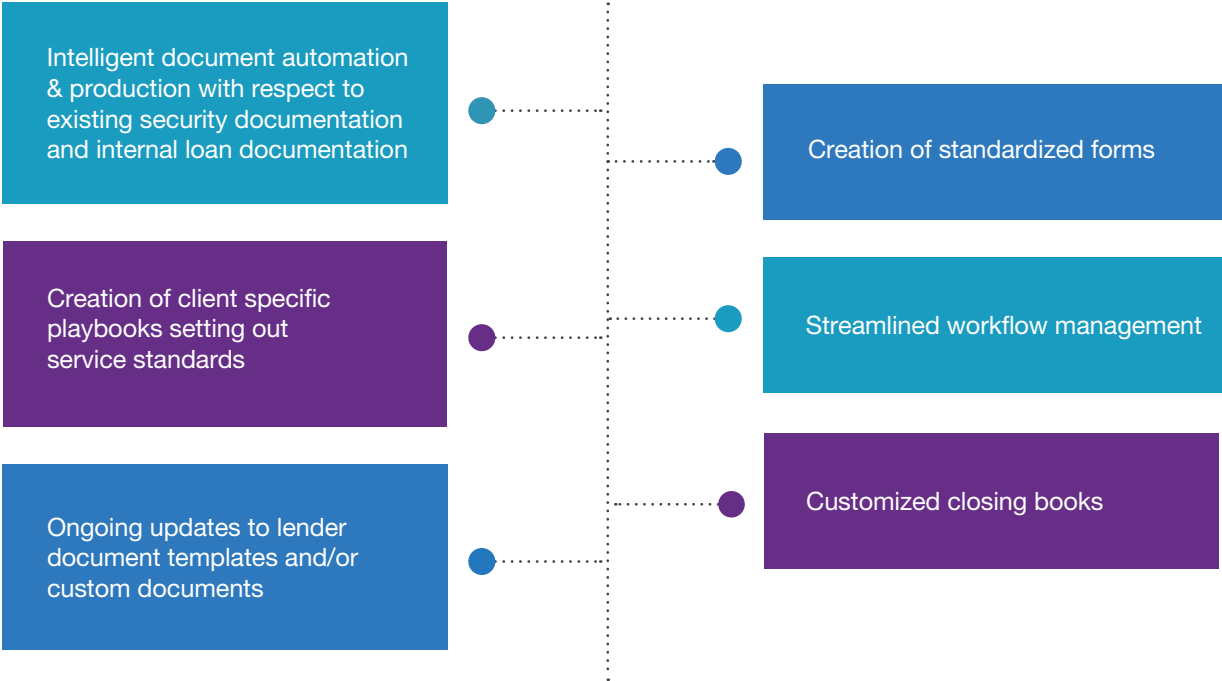 Intelligent document automation
& production with respect to
existing security documentation
and internal loan documentation
Creation of standardized forms
Creation of client specific
playbooks setting out
service standards
Streamlined workflow management
Ongoing updates to lender
document templates and/or
custom documents
Customized closing books